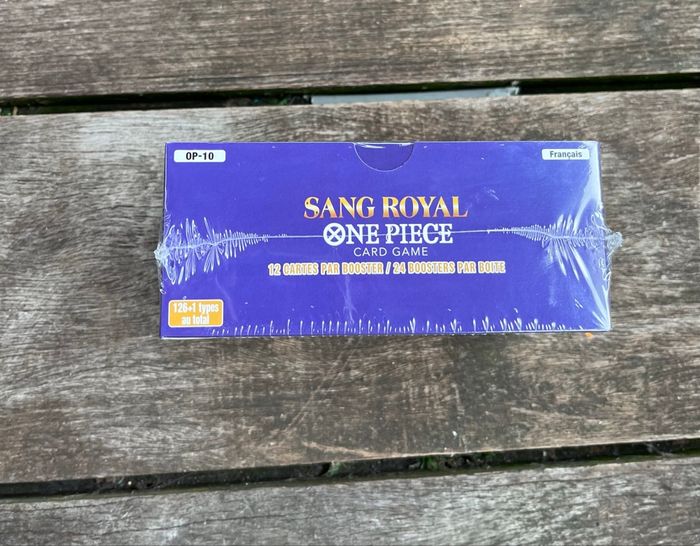 OP-10
Français
SANG ROYAL
ONE PIECE
CARD GAME
12 CARTES PAR BOOSTER / 24 BOOSTERS PAR BOITE
126+1 types
au total